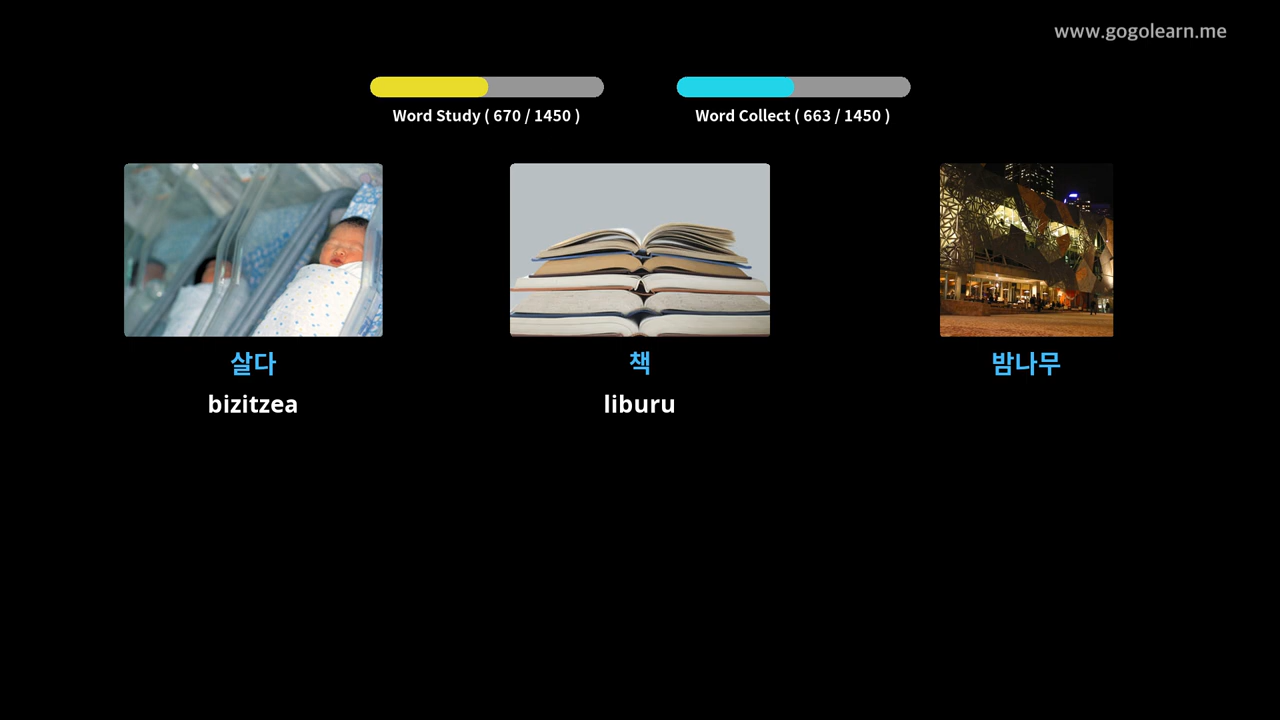 www.gogolearn.me
Word Study ( 670 / 1450 )
Word Collect ( 663 / 1450 )
살다
책
밤나무
bizitzea
liburu